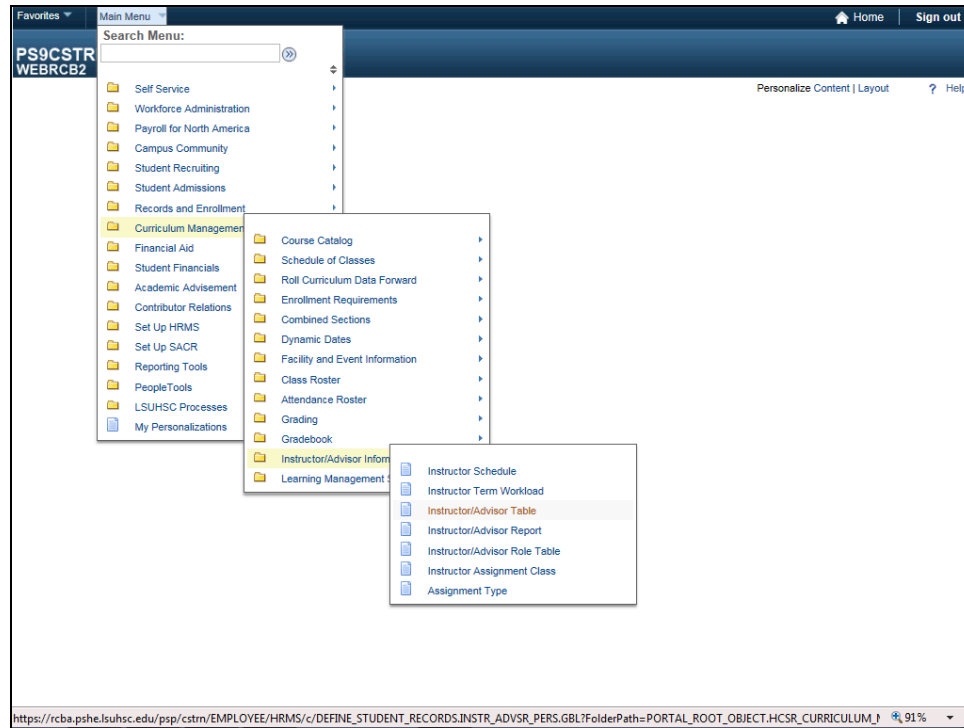 Favorites Main Menu Home Sign out
Search Menu:
PS9CSTR
WEBRCB2
Personalize Content | Layout ? Help
Self Service
Workforce Administration
Payroll for North America
Campus Community
Student Recruiting
Student Admissions
Records and Enrollment
Curriculum Managemen
Financial Aid
Student Financials
Academic Advisement
Contributor Relations
Set Up HRMS
Set Up SACR
Reporting Tools
PeopleTools
LSUHSC Processes
My Personalizations
Course Catalog
Schedule of Classes
Roll Curriculum Data Forward
Enrollment Requirements
Combined Sections
Dynamic Dates
Facility and Event Information
Class Roster
Attendance Roster
Grading
Gradebook
Instructor/Advisor Inform
Learning Management S
Instructor Schedule
Instructor Term Workload
Instructor/Advisor Table
Instructor/Advisor Report
Instructor/Advisor Role Table
Instructor Assignment Class
Assignment Type
https://rcba.pshe.lsuhsc.edu/psp/cstrn/EMPLOYEE/HRMS/c/DEFINE_STUDENT_RECORDS.INSTR_ADVSR_PERS.GBL?FolderPath=PORTAL_ROOT_OBJECT.HCSR_CURRICULUM_M 91%